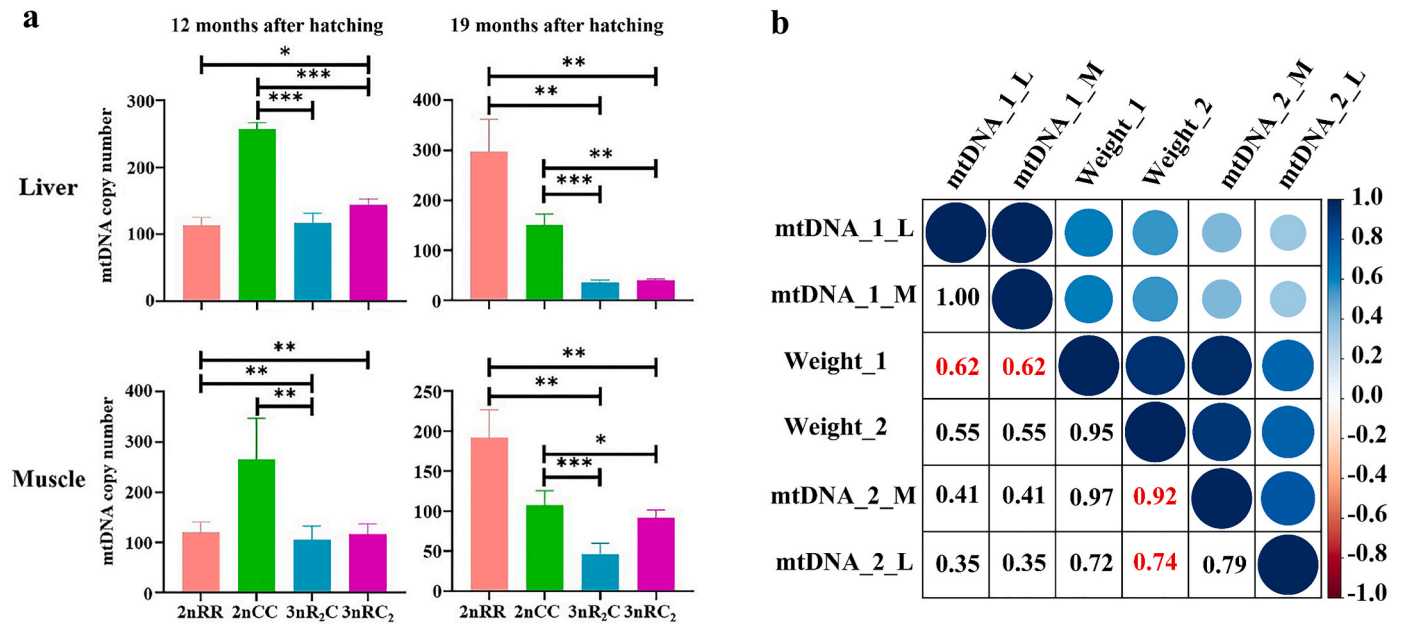 a
12 months after hatching
19 months after hatching
Liver
mtDNA copy number
300
200
100
0
*
***
***
400
300
200
100
0
**
**
**
***
Muscle
mtDNA copy number
400
300
200
100
0
**
**
**
2nRR 2nCC 3nR₂C 3nRC₂
250
200
150
100
50
0
**
**
*
***
2nRR 2nCC 3nR₂C 3nRC₂
b
mtDNA_1_L mtDNA_1_M Weight_1 Weight_2 mtDNA_2_M mtDNA_2_L
mtDNA_1_L
mtDNA_1_M 1.00
Weight_1 0.62 0.62
Weight_2 0.55 0.55 0.95
mtDNA_2_M 0.41 0.41 0.97 0.92
mtDNA_2_L 0.35 0.35 0.72 0.74 0.79
1.0
0.8
0.6
0.4
0.2
0.0
-0.2
-0.4
-0.6
-0.8
-1.0